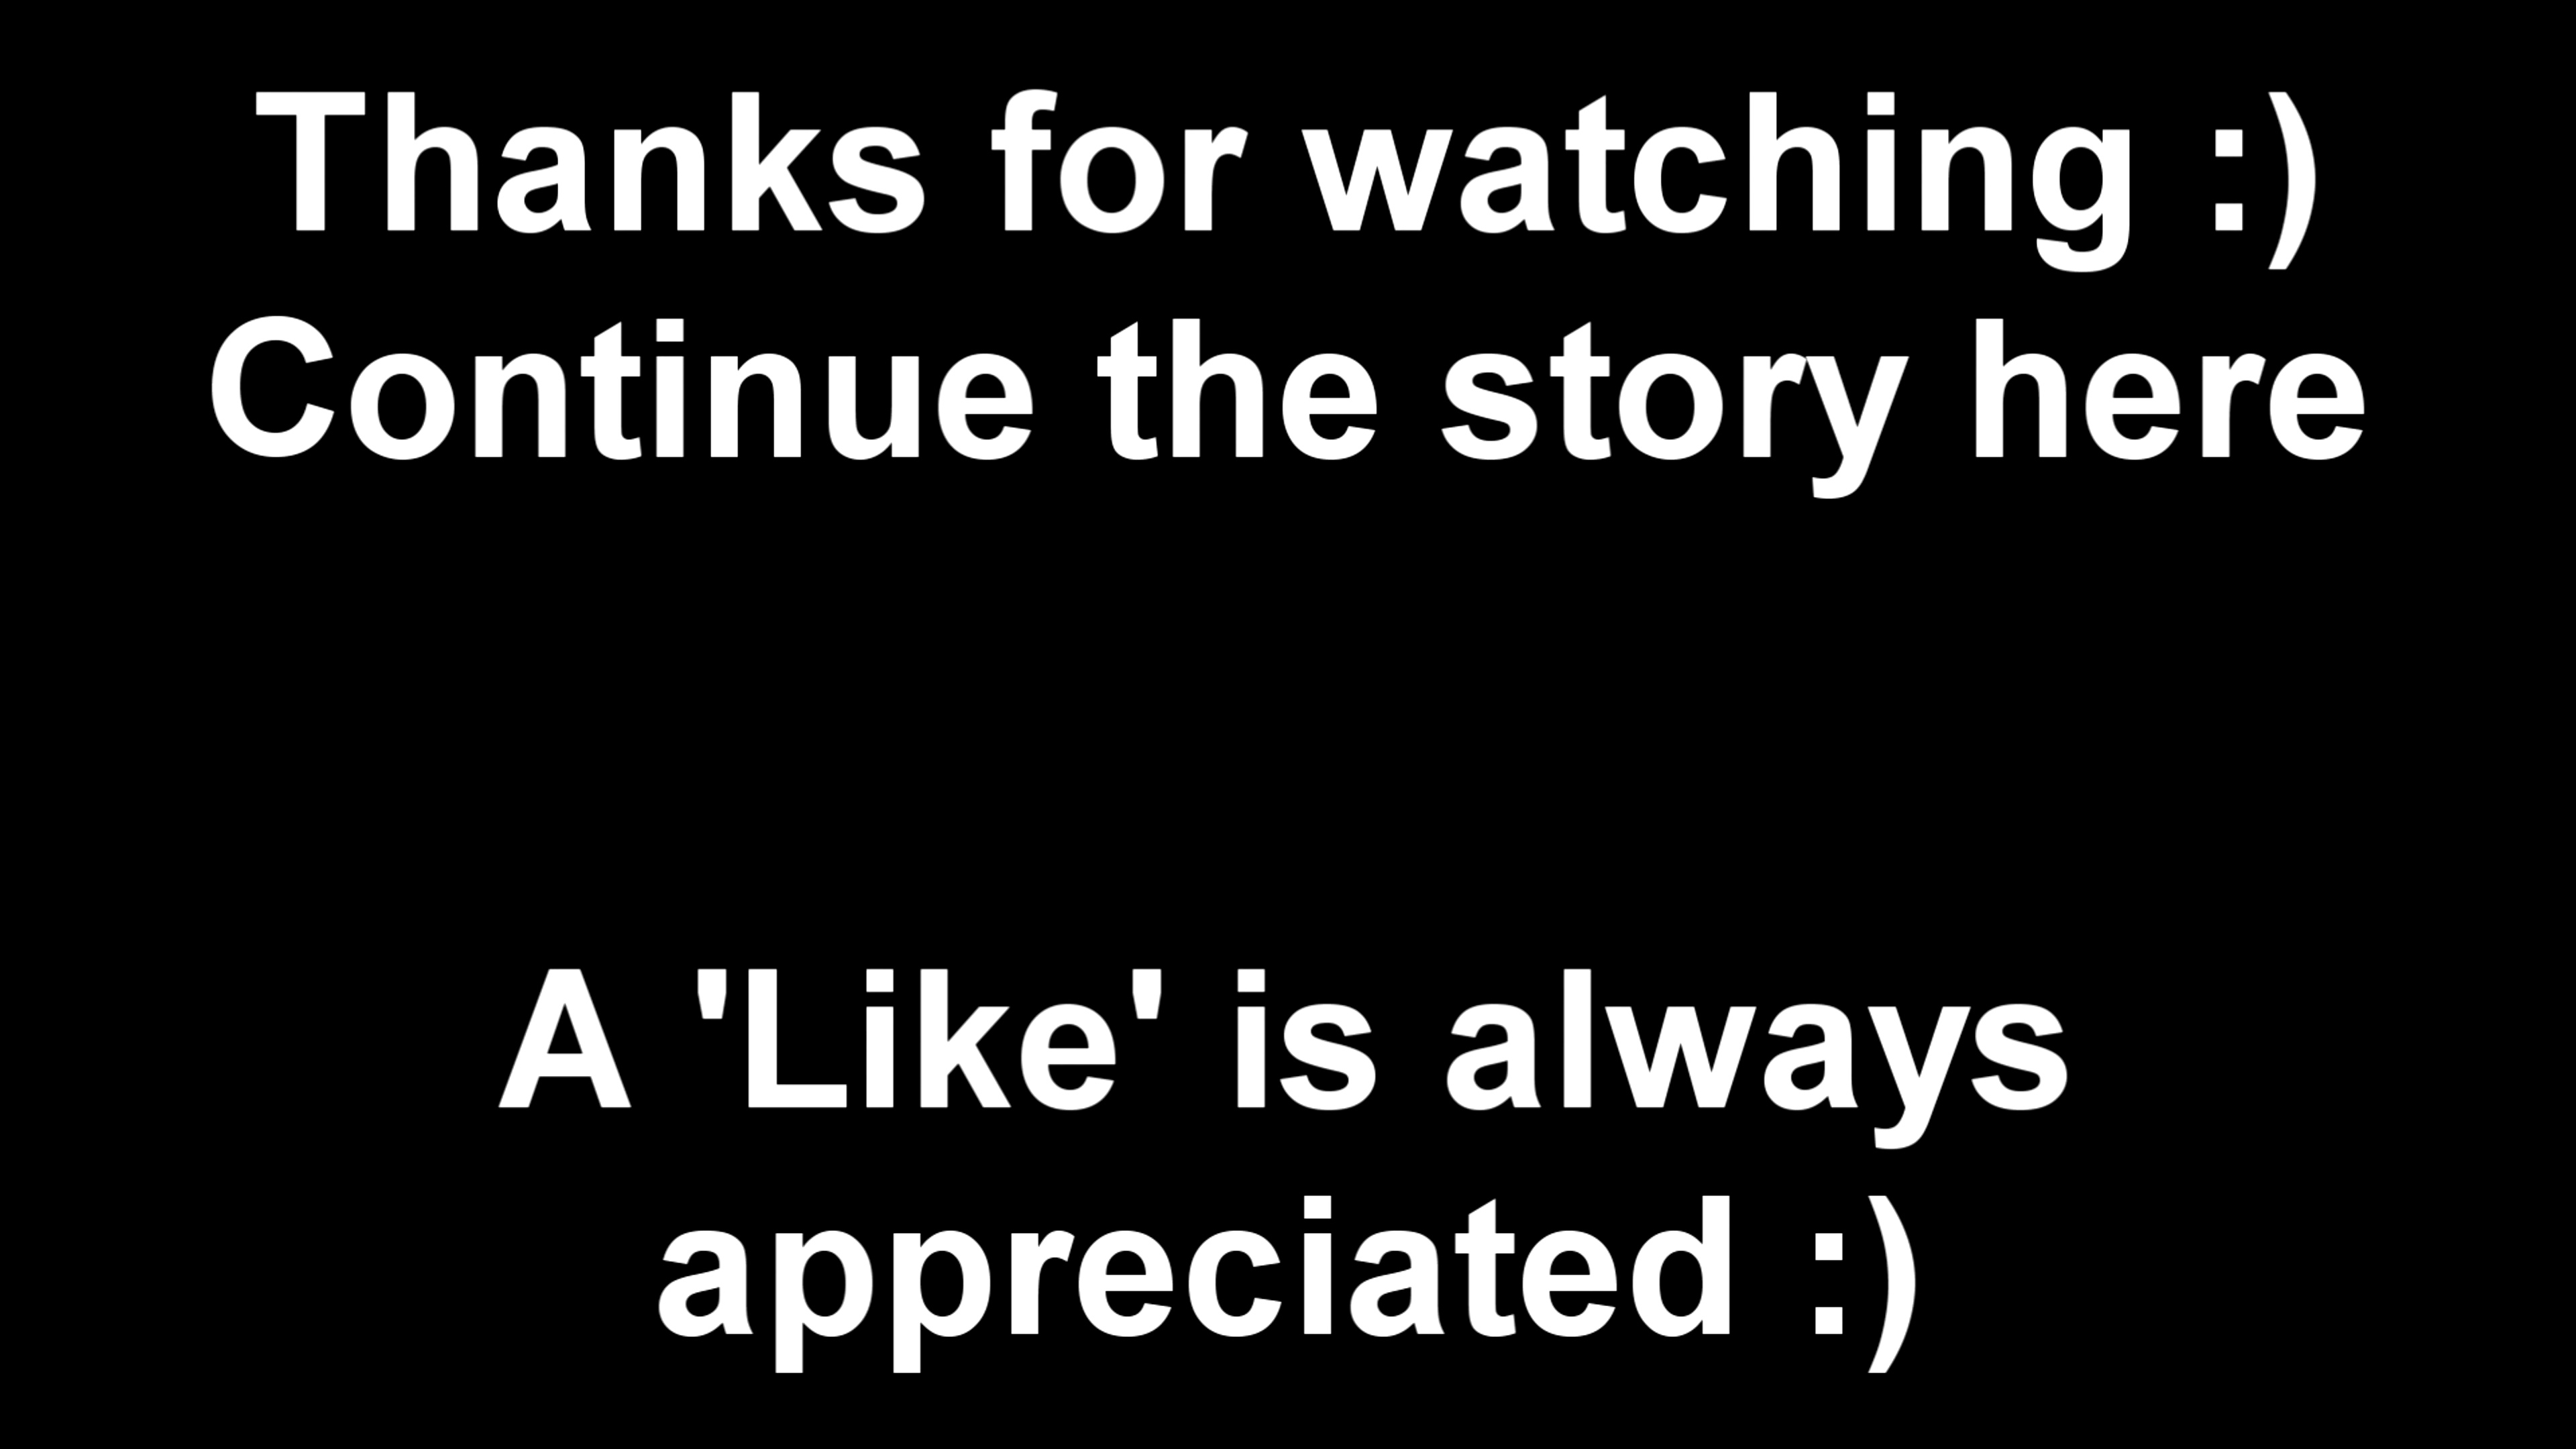 Thanks for watching :)
Continue the story here
A 'Like' is always
appreciated :)